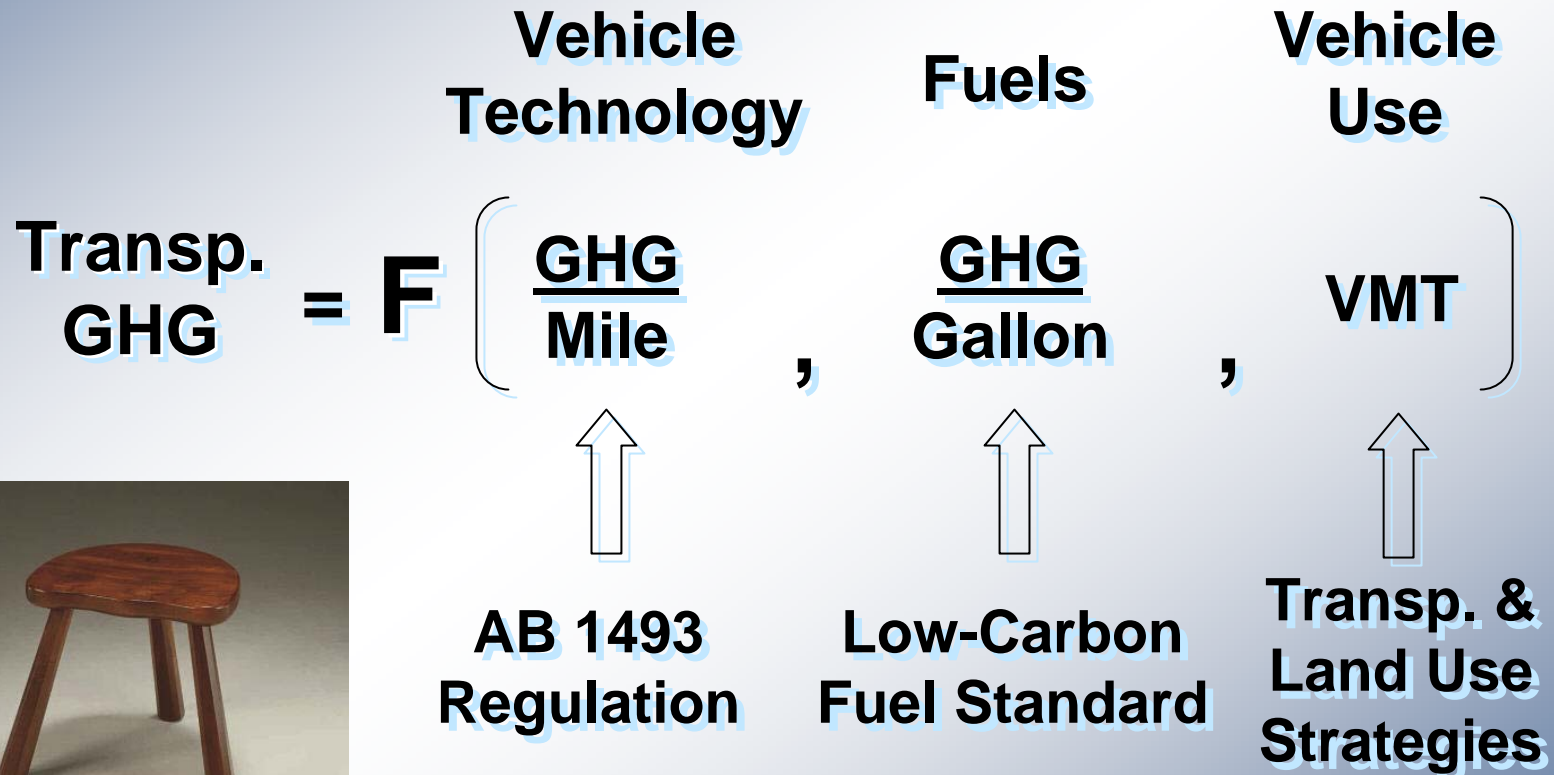 Vehicle
Technology
Fuels
Vehicle
Use
Transp.
GHG
=
F
GHG
Mile
,
GHG
Gallon
,
VMT
AB 1493
Regulation
Low-Carbon
Fuel Standard
Transp. &
Land Use
Strategies